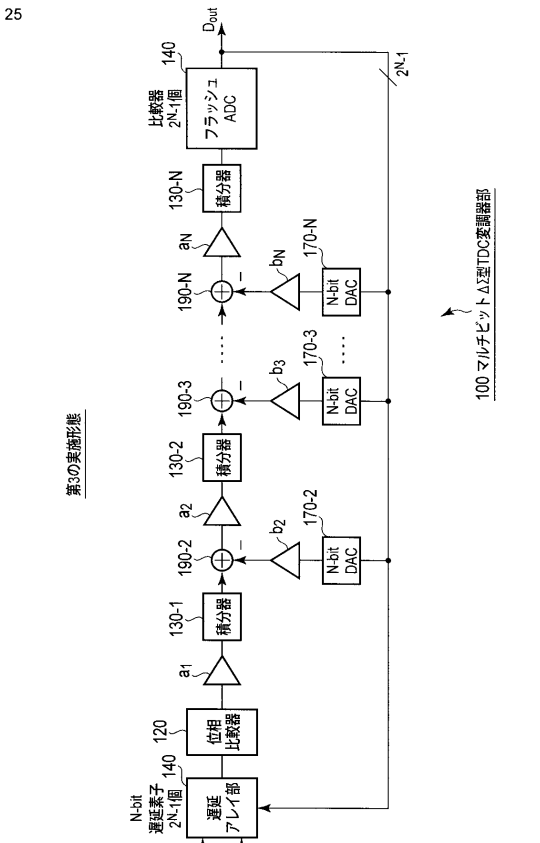 25
第3の実施形態
N-bit
遅延素子
2^N-1個
140
遅延
アレイ部
120
位相
比較器
a1
130-1
積分器
190-2
−
b2
170-2
N-bit
DAC
a2
130-2
積分器
190-3
−
b3
170-3
N-bit
DAC
‥‥
‥‥
190-N
−
bN
170-N
N-bit
DAC
aN
130-N
積分器
比較器
2^N-1個
140
フラッシュ
ADC
Dout
2^N-1
100 マルチビットΔΣ型TDC変調器部